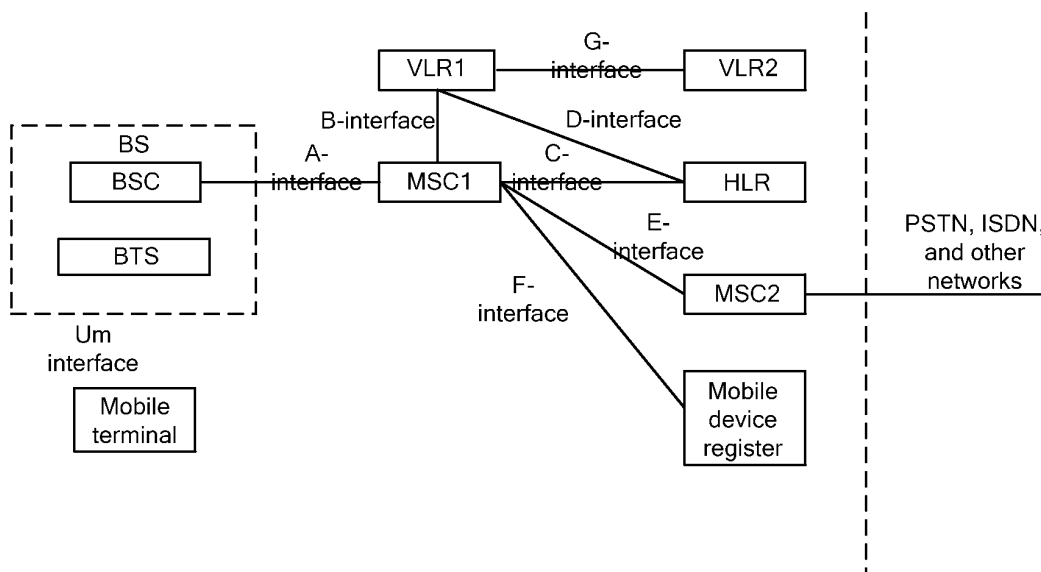 G-
interface
VLR1
VLR2
B-interface
D-interface
BS
A-
interface
C-
interface
BSC
MSC1
HLR
E-
interface
PSTN, ISDN,
and other
networks
BTS
F-
interface
MSC2
Um
interface
Mobile
terminal
Mobile
device
register